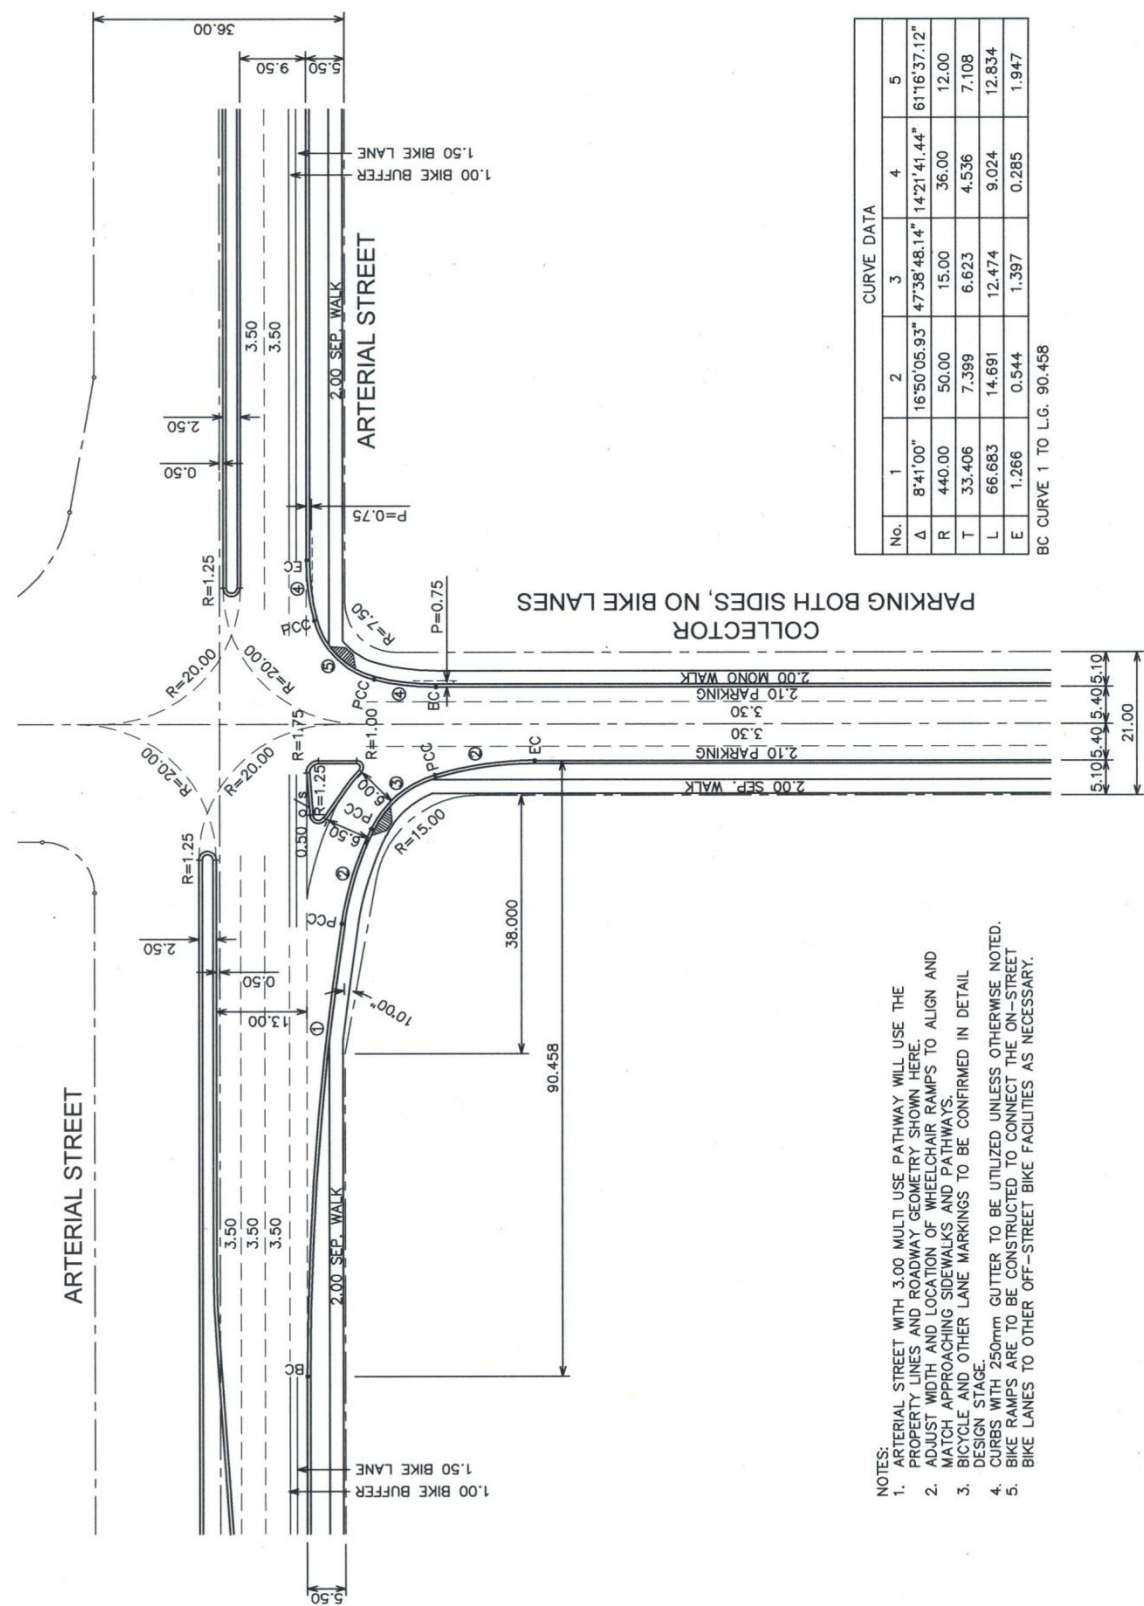 ARTERIAL STREET
36.00
9.50
5.50
2.50
0.50
3.50
3.50
1.50 BIKE LANE
1.00 BIKE BUFFER
2.00 SEP. WALK
ARTERIAL STREET
P=0.75
EC
④
PCC
⑤
PCC
④
BC
P=0.75
R=7.50
R=1.25
R=20.00
R=20.00
R=20.00
R=20.00
R=1.75
R=1.00
R=1.25
0.50 o/s
6.00
6.50
PCC
③
PCC
②
EC
R=15.00
②
PCC
R=1.25
2.50
0.50
13.00
①
10'00"
38.000
90.458
3.50
3.50
3.50
2.00 SEP. WALK
BC
1.50 BIKE LANE
1.00 BIKE BUFFER
5.50
COLLECTOR
PARKING BOTH SIDES, NO BIKE LANES
2.00 MONO WALK
2.10 PARKING
3.30
3.30
2.10 PARKING
2.00 SEP. WALK
5.10 5.40 5.40 5.10
21.00
CURVE DATA
No. 1 2 3 4 5
Δ 8°41'00" 16°50'05.93" 47°38'48.14" 14°21'41.44" 61°16'37.12"
R 440.00 50.00 15.00 36.00 12.00
T 33.406 7.399 6.623 4.536 7.108
L 66.683 14.691 12.474 9.024 12.834
E 1.266 0.544 1.397 0.285 1.947
BC CURVE 1 TO L.G. 90.458
NOTES:
1. ARTERIAL STREET WITH 3.00 MULTI USE PATHWAY WILL USE THE
PROPERTY LINES AND ROADWAY GEOMETRY SHOWN HERE.
2. ADJUST WIDTH AND LOCATION OF WHEELCHAIR RAMPS TO ALIGN AND
MATCH APPROACHING SIDEWALKS AND PATHWAYS.
3. BICYCLE AND OTHER LANE MARKINGS TO BE CONFIRMED IN DETAIL
DESIGN STAGE.
4. CURBS WITH 250mm GUTTER TO BE UTILIZED UNLESS OTHERWISE NOTED.
5. BIKE RAMPS ARE TO BE CONSTRUCTED TO CONNECT THE ON-STREET
BIKE LANES TO OTHER OFF-STREET BIKE FACILITIES AS NECESSARY.